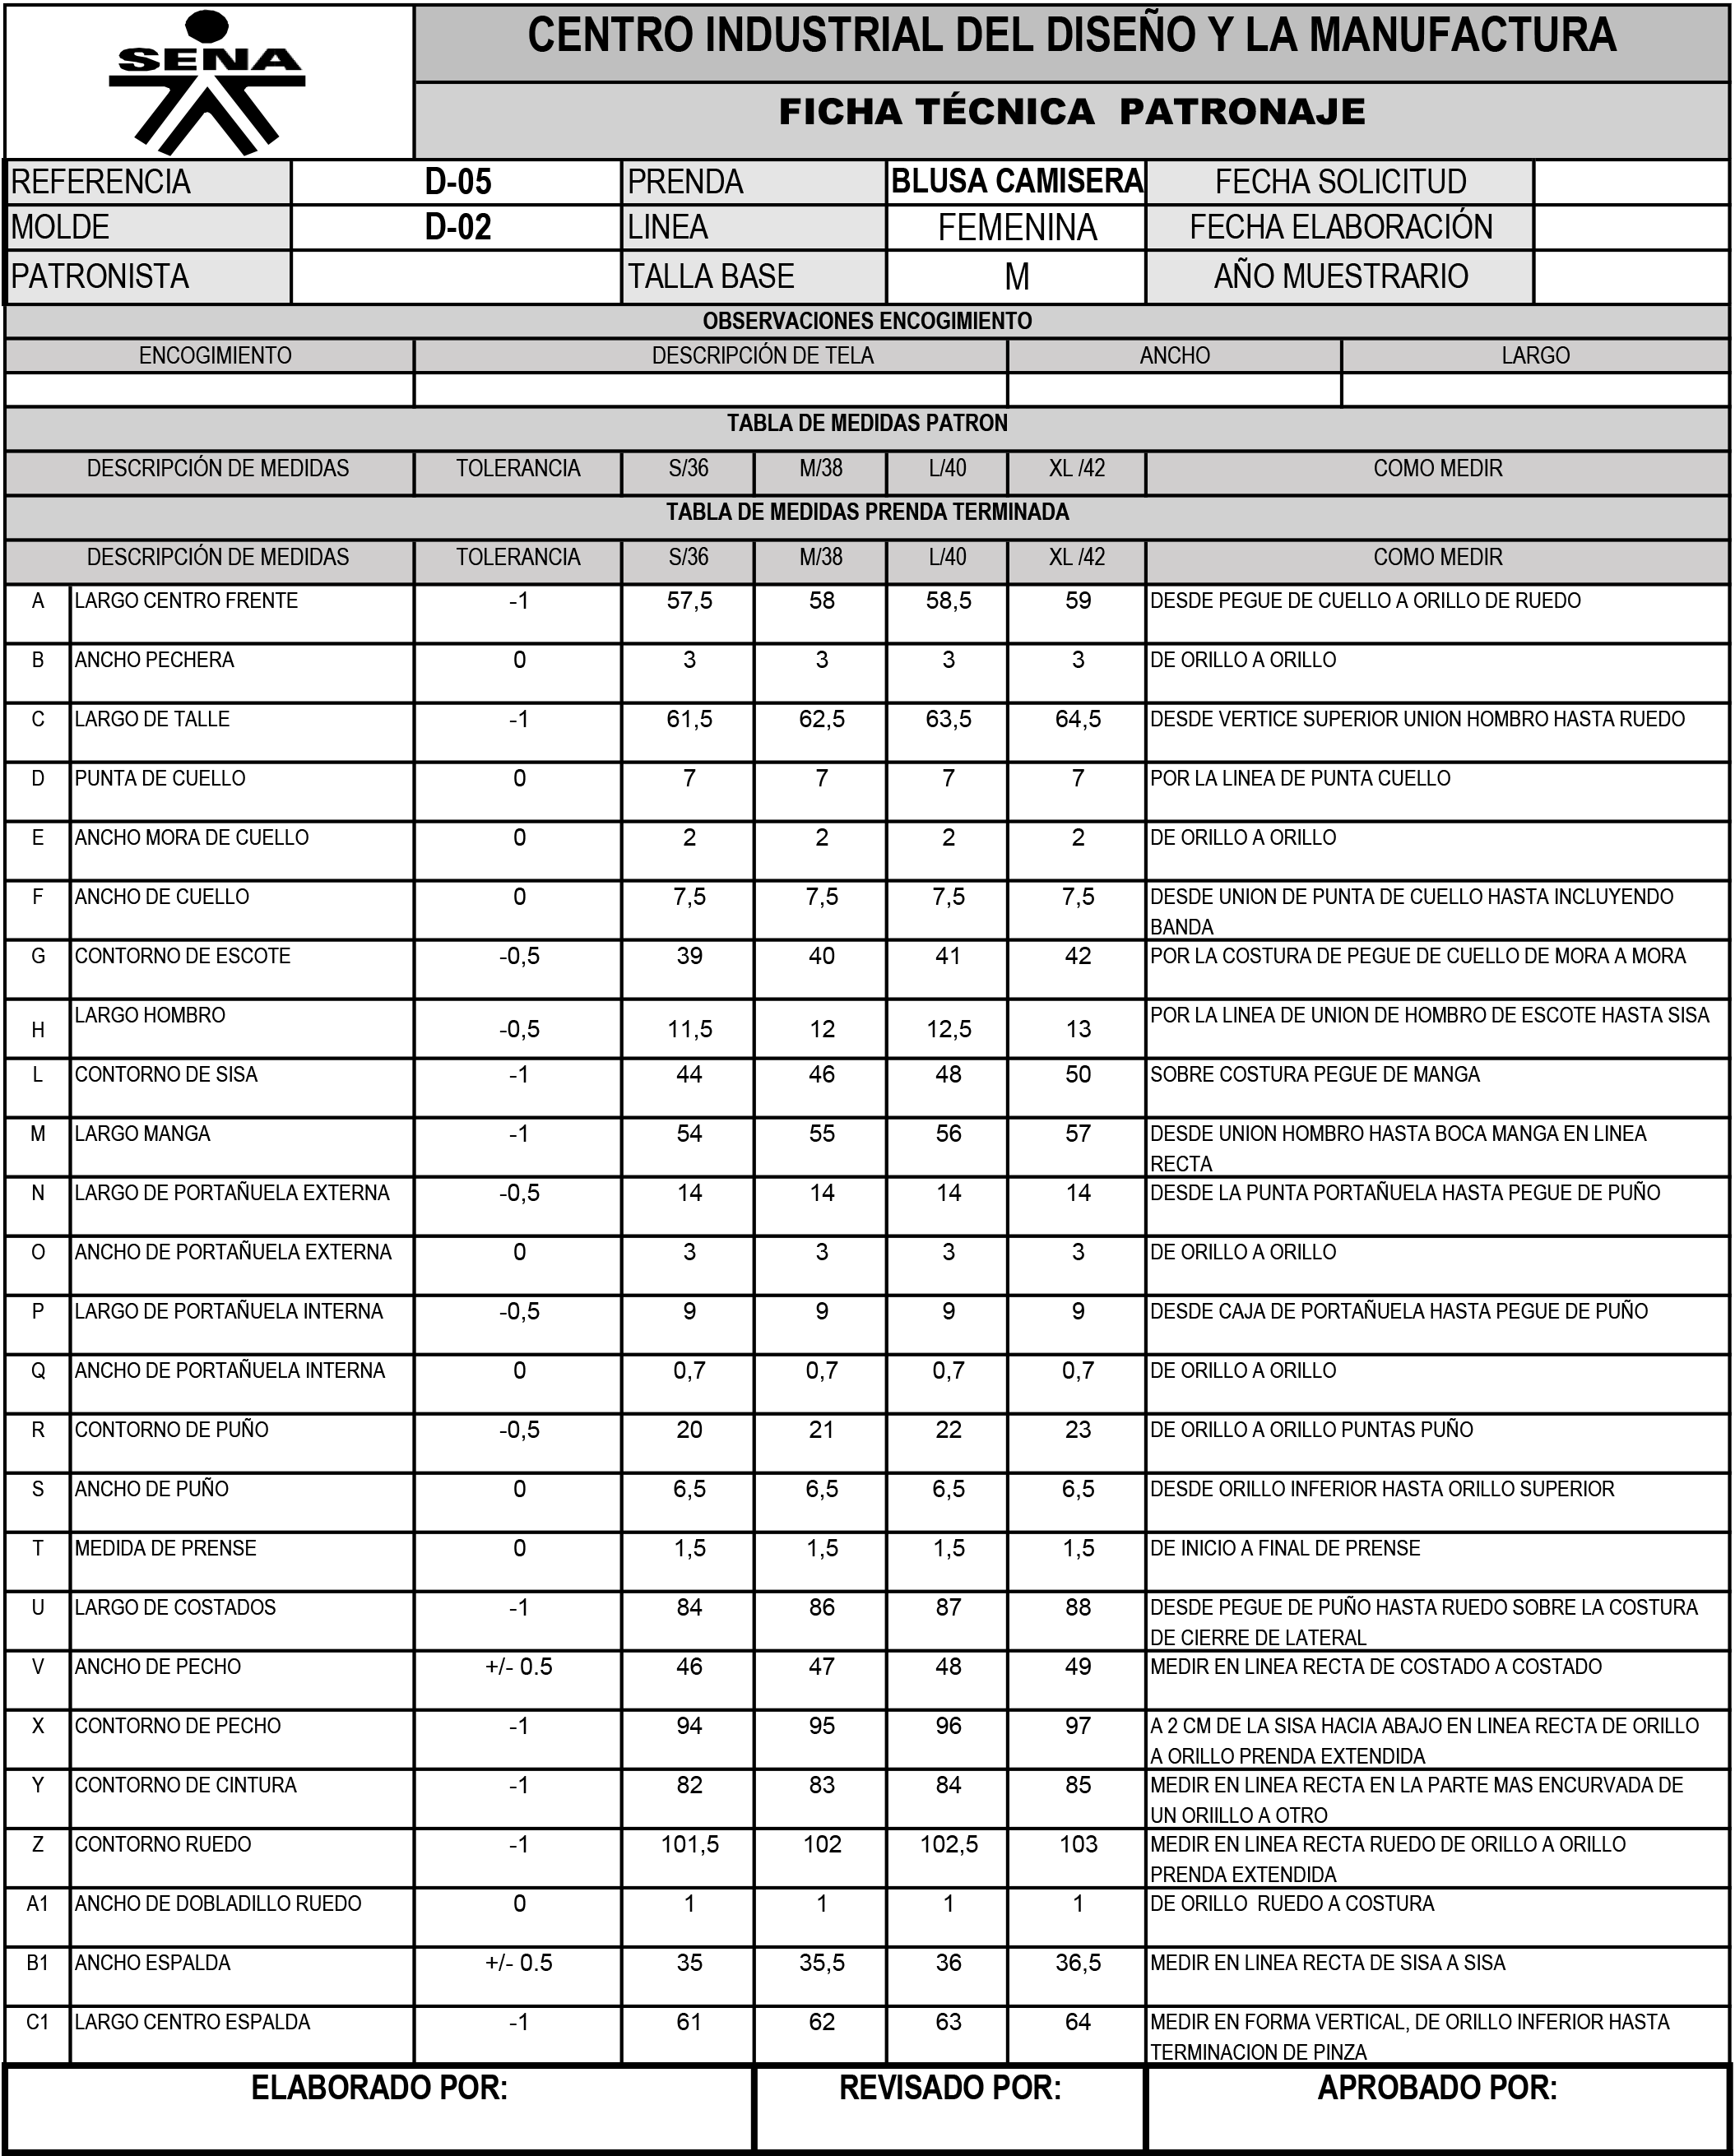 SENA
CENTRO INDUSTRIAL DEL DISEÑO Y LA MANUFACTURA
FICHA TÉCNICA  PATRONAJE
REFERENCIA D-05 PRENDA BLUSA CAMISERA FECHA SOLICITUD
MOLDE D-02 LINEA FEMENINA FECHA ELABORACIÓN
PATRONISTA TALLA BASE M AÑO MUESTRARIO
OBSERVACIONES ENCOGIMIENTO
ENCOGIMIENTO DESCRIPCIÓN DE TELA ANCHO LARGO
TABLA DE MEDIDAS PATRON
DESCRIPCIÓN DE MEDIDAS TOLERANCIA S/36 M/38 L/40 XL /42 COMO MEDIR
TABLA DE MEDIDAS PRENDA TERMINADA
DESCRIPCIÓN DE MEDIDAS TOLERANCIA S/36 M/38 L/40 XL /42 COMO MEDIR
A LARGO CENTRO FRENTE -1 57,5 58 58,5 59 DESDE PEGUE DE CUELLO A ORILLO DE RUEDO
B ANCHO PECHERA 0 3 3 3 3 DE ORILLO A ORILLO
C LARGO DE TALLE -1 61,5 62,5 63,5 64,5 DESDE VERTICE SUPERIOR UNION HOMBRO HASTA RUEDO
D PUNTA DE CUELLO 0 7 7 7 7 POR LA LINEA DE PUNTA CUELLO
E ANCHO MORA DE CUELLO 0 2 2 2 2 DE ORILLO A ORILLO
F ANCHO DE CUELLO 0 7,5 7,5 7,5 7,5 DESDE UNION DE PUNTA DE CUELLO HASTA INCLUYENDO
BANDA
G CONTORNO DE ESCOTE -0,5 39 40 41 42 POR LA COSTURA DE PEGUE DE CUELLO DE MORA A MORA
H LARGO HOMBRO -0,5 11,5 12 12,5 13 POR LA LINEA DE UNION DE HOMBRO DE ESCOTE HASTA SISA
L CONTORNO DE SISA -1 44 46 48 50 SOBRE COSTURA PEGUE DE MANGA
M LARGO MANGA -1 54 55 56 57 DESDE UNION HOMBRO HASTA BOCA MANGA EN LINEA
RECTA
N LARGO DE PORTAÑUELA EXTERNA -0,5 14 14 14 14 DESDE LA PUNTA PORTAÑUELA HASTA PEGUE DE PUÑO
O ANCHO DE PORTAÑUELA EXTERNA 0 3 3 3 3 DE ORILLO A ORILLO
P LARGO DE PORTAÑUELA INTERNA -0,5 9 9 9 9 DESDE CAJA DE PORTAÑUELA HASTA PEGUE DE PUÑO
Q ANCHO DE PORTAÑUELA INTERNA 0 0,7 0,7 0,7 0,7 DE ORILLO A ORILLO
R CONTORNO DE PUÑO -0,5 20 21 22 23 DE ORILLO A ORILLO PUNTAS PUÑO
S ANCHO DE PUÑO 0 6,5 6,5 6,5 6,5 DESDE ORILLO INFERIOR HASTA ORILLO SUPERIOR
T MEDIDA DE PRENSE 0 1,5 1,5 1,5 1,5 DE INICIO A FINAL DE PRENSE
U LARGO DE COSTADOS -1 84 86 87 88 DESDE PEGUE DE PUÑO HASTA RUEDO SOBRE LA COSTURA
DE CIERRE DE LATERAL
V ANCHO DE PECHO +/- 0.5 46 47 48 49 MEDIR EN LINEA RECTA DE COSTADO A COSTADO
X CONTORNO DE PECHO -1 94 95 96 97 A 2 CM DE LA SISA HACIA ABAJO EN LINEA RECTA DE ORILLO
A ORILLO PRENDA EXTENDIDA
Y CONTORNO DE CINTURA -1 82 83 84 85 MEDIR EN LINEA RECTA EN LA PARTE MAS ENCURVADA DE
UN ORIILLO A OTRO
Z CONTORNO RUEDO -1 101,5 102 102,5 103 MEDIR EN LINEA RECTA RUEDO DE ORILLO A ORILLO
PRENDA EXTENDIDA
A1 ANCHO DE DOBLADILLO RUEDO 0 1 1 1 1 DE ORILLO  RUEDO A COSTURA
B1 ANCHO ESPALDA +/- 0.5 35 35,5 36 36,5 MEDIR EN LINEA RECTA DE SISA A SISA
C1 LARGO CENTRO ESPALDA -1 61 62 63 64 MEDIR EN FORMA VERTICAL, DE ORILLO INFERIOR HASTA
TERMINACION DE PINZA
ELABORADO POR: REVISADO POR: APROBADO POR: